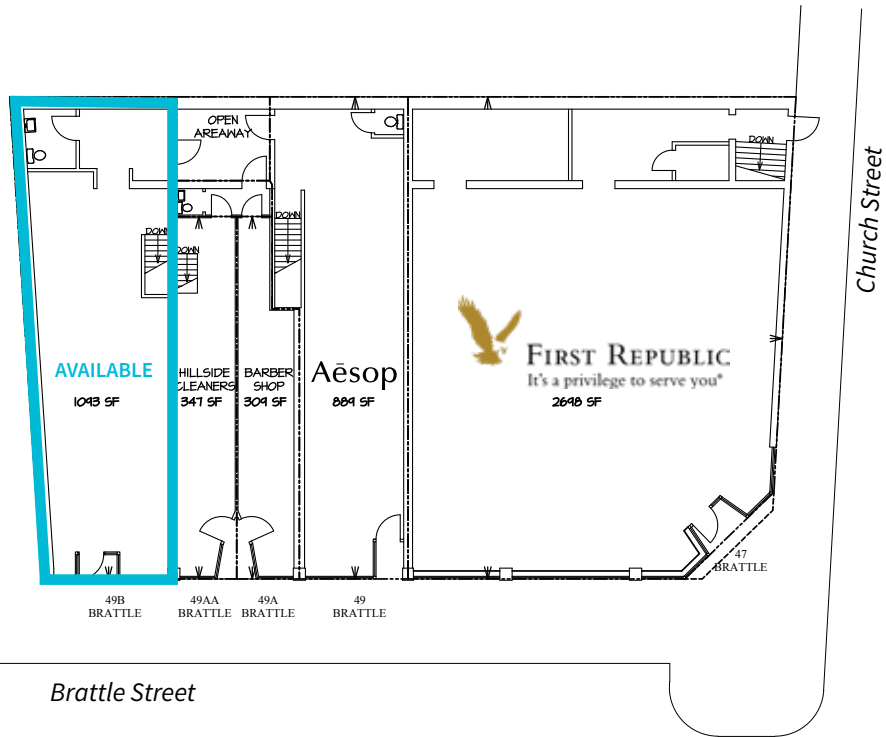 OPEN
AREAWAY
DOWN
DOWN
DOWN
DOWN
Church Street
AVAILABLE
1093 SF
HILLSIDE
CLEANERS
347 SF
BARBER
SHOP
309 SF
Aēsop
889 SF
FIRST REPUBLIC
It's a privilege to serve you®
2698 SF
47
BRATTLE
49B
BRATTLE
49AA
BRATTLE
49A
BRATTLE
49
BRATTLE
Brattle Street